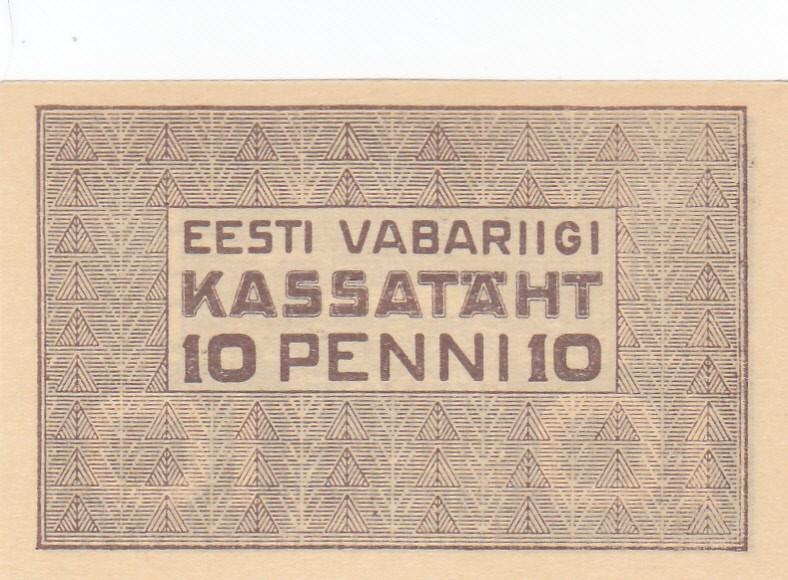 EESTI VABARIIGI
KASSATÄHT
10 PENNI 10